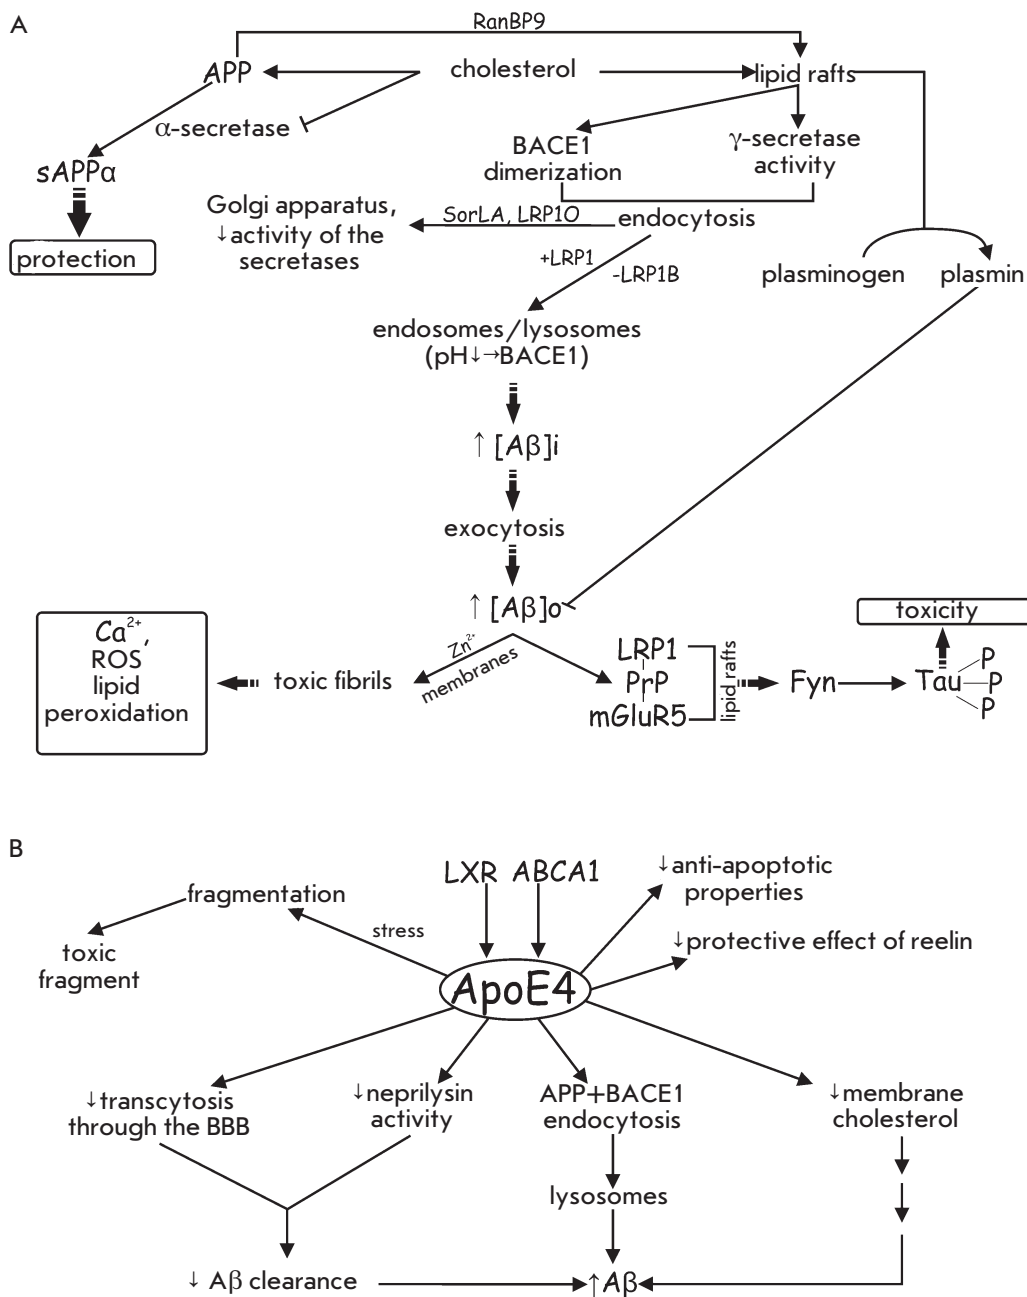 A
RanBP9
APP
cholesterol
lipid rafts
α-secretase
BACE1
dimerization
γ-secretase
activity
sAPPα
protection
Golgi apparatus,
↓activity of the
secretases
SorLA, LRP10
endocytosis
+LRP1
-LRP1B
plasminogen
plasmin
endosomes/lysosomes
(pH↓→BACE1)
↑ [Aβ]i
exocytosis
↑ [Aβ]o
Zn²⁺
membranes
toxic fibrils
Ca²⁺,
ROS
lipid
peroxidation
LRP1
PrP
mGluR5
lipid rafts
Fyn
Tau
P
P
P
toxicity
B
LXR ABCA1
fragmentation
stress
toxic
fragment
↓anti-apoptotic
properties
↓protective effect of reelin
ApoE4
↓transcytosis
through the BBB
↓neprilysin
activity
APP+BACE1
endocytosis
↓membrane
cholesterol
lysosomes
↓ Aβ clearance
↑Aβ